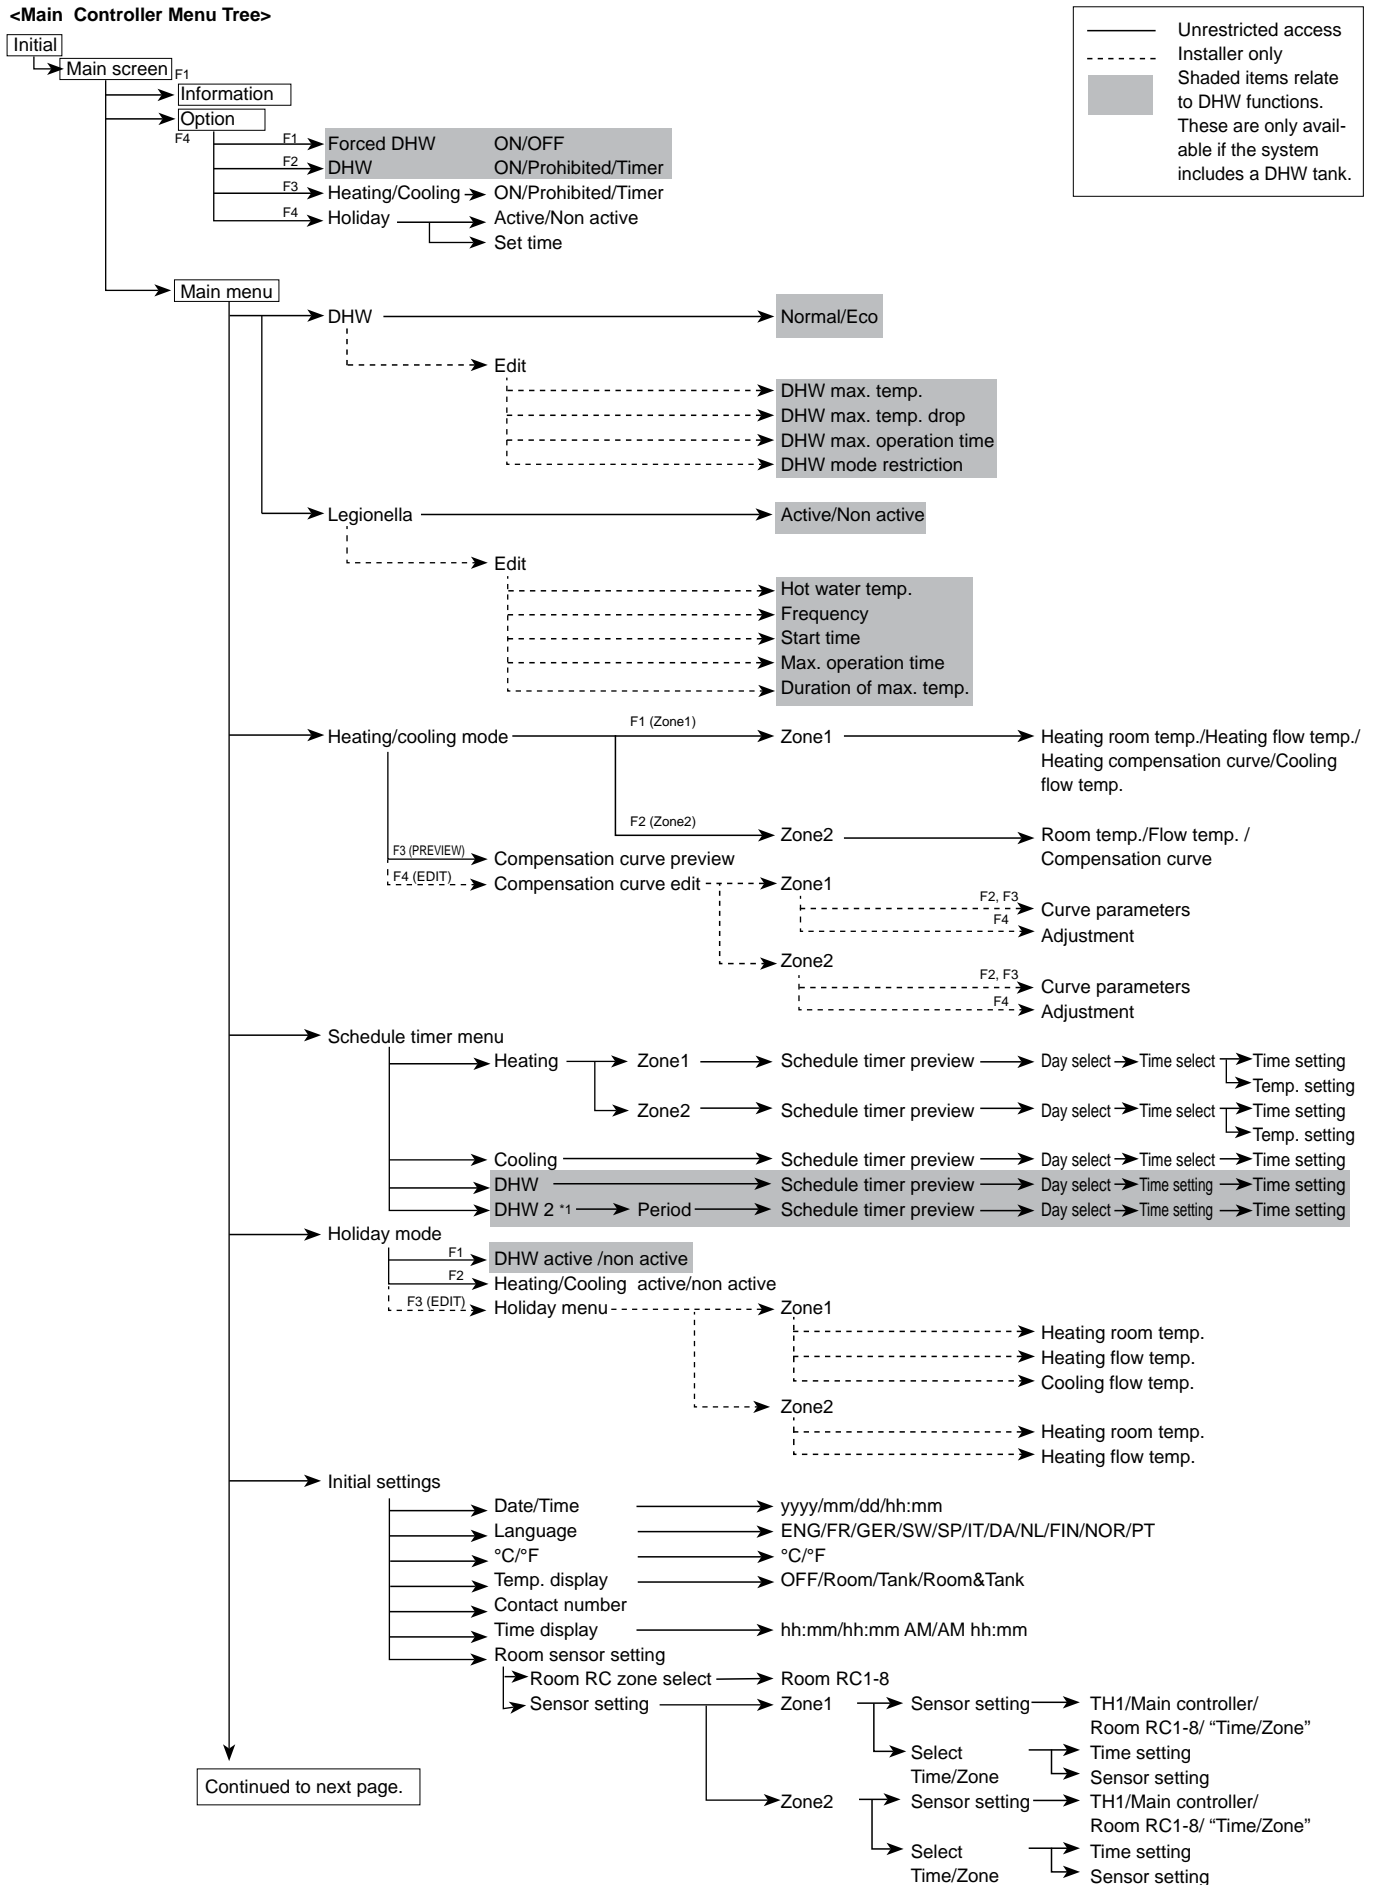 <Main Controller Menu Tree>
Initial
Main screen F1
Information
Option
F4
F1 Forced DHW ON/OFF
F2 DHW ON/Prohibited/Timer
F3 Heating/Cooling ON/Prohibited/Timer
F4 Holiday Active/Non active
Set time
Unrestricted access
Installer only
Shaded items relate
to DHW functions.
These are only avail-
able if the system
includes a DHW tank.
Main menu
DHW Normal/Eco
Edit
DHW max. temp.
DHW max. temp. drop
DHW max. operation time
DHW mode restriction
Legionella Active/Non active
Edit
Hot water temp.
Frequency
Start time
Max. operation time
Duration of max. temp.
Heating/cooling mode F1 (Zone1) Zone1 Heating room temp./Heating flow temp./
Heating compensation curve/Cooling
flow temp.
F2 (Zone2) Zone2 Room temp./Flow temp. /
Compensation curve
F3 (PREVIEW) Compensation curve preview
F4 (EDIT) Compensation curve edit Zone1
F2, F3 Curve parameters
F4 Adjustment
Zone2
F2, F3 Curve parameters
F4 Adjustment
Schedule timer menu
Heating Zone1 Schedule timer preview Day select Time select Time setting
Temp. setting
Zone2 Schedule timer preview Day select Time select Time setting
Temp. setting
Cooling Schedule timer preview Day select Time select Time setting
DHW Schedule timer preview Day select Time setting Time setting
DHW 2 *1 Period Schedule timer preview Day select Time setting Time setting
Holiday mode
F1 DHW active /non active
F2 Heating/Cooling active/non active
F3 (EDIT) Holiday menu Zone1
Heating room temp.
Heating flow temp.
Cooling flow temp.
Zone2
Heating room temp.
Heating flow temp.
Initial settings
Date/Time yyyy/mm/dd/hh:mm
Language ENG/FR/GER/SW/SP/IT/DA/NL/FIN/NOR/PT
°C/°F °C/°F
Temp. display OFF/Room/Tank/Room&Tank
Contact number
Time display hh:mm/hh:mm AM/AM hh:mm
Room sensor setting
Room RC zone select Room RC1-8
Sensor setting Zone1 Sensor setting TH1/Main controller/
Room RC1-8/ “Time/Zone”
Select Time setting
Time/Zone Sensor setting
Zone2 Sensor setting TH1/Main controller/
Room RC1-8/ “Time/Zone”
Select Time setting
Time/Zone Sensor setting
Continued to next page.